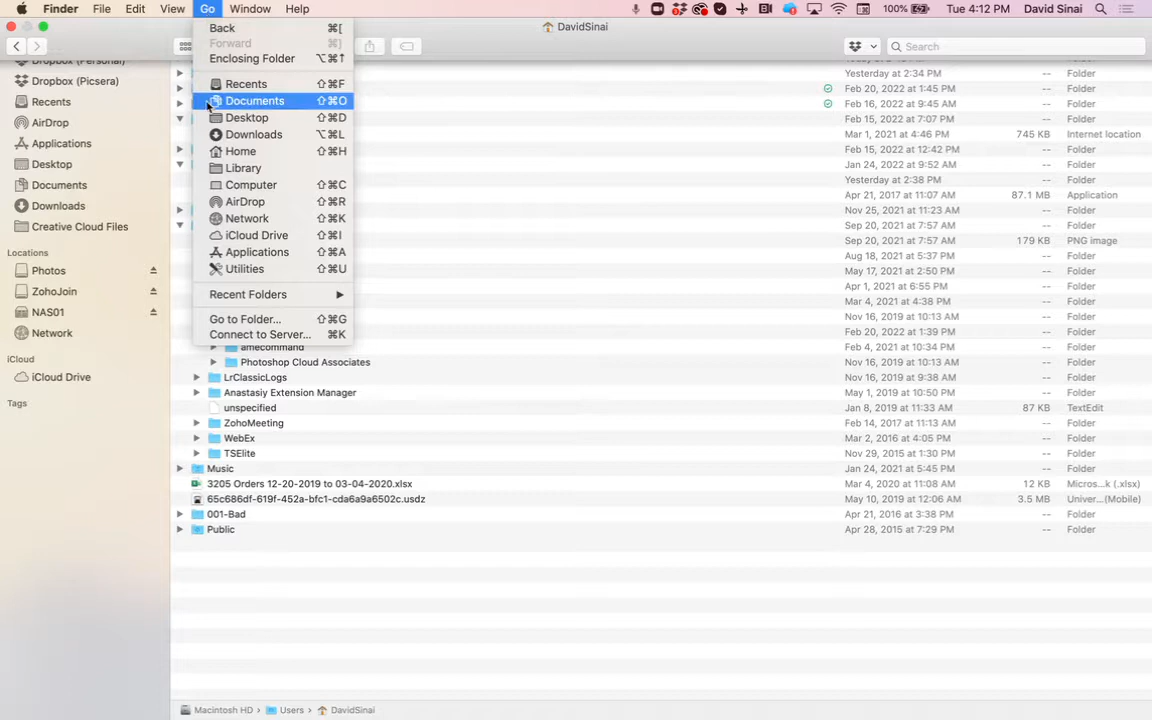 Finder File Edit View Go Window Help 100% Tue 4:12 PM David Sinai
DavidSinai
Search
Dropbox (Personal)
Dropbox (Picsera)
Recents
AirDrop
Applications
Desktop
Documents
Downloads
Creative Cloud Files
Locations
Photos
ZohoJoin
NAS01
Network
iCloud
iCloud Drive
Tags
Back ⌘[
Forward ⌘]
Enclosing Folder ⌥⌘↑
Recents ⇧⌘F
Documents ⇧⌘O
Desktop ⇧⌘D
Downloads ⌥⌘L
Home ⇧⌘H
Library
Computer ⇧⌘C
AirDrop ⇧⌘R
Network ⇧⌘K
iCloud Drive ⇧⌘I
Applications ⇧⌘A
Utilities ⇧⌘U
Recent Folders
Go to Folder... ⇧⌘G
Connect to Server... ⌘K
Yesterday at 2:34 PM -- Folder
Feb 20, 2022 at 1:45 PM -- Folder
Feb 16, 2022 at 9:45 AM -- Folder
Feb 15, 2022 at 7:07 PM -- Folder
Mar 1, 2021 at 4:46 PM 745 KB Internet location
Feb 15, 2022 at 12:42 PM -- Folder
Jan 24, 2022 at 9:52 AM -- Folder
Yesterday at 2:38 PM -- Folder
Apr 21, 2017 at 11:07 AM 87.1 MB Application
Nov 25, 2021 at 11:23 AM -- Folder
Sep 20, 2021 at 7:57 AM -- Folder
Sep 20, 2021 at 7:57 AM 179 KB PNG image
Aug 18, 2021 at 5:37 PM -- Folder
May 17, 2021 at 2:50 PM -- Folder
Apr 1, 2021 at 6:55 PM -- Folder
Mar 4, 2021 at 2:39 PM -- Folder
Nov 16, 2019 at 10:13 AM -- Folder
Feb 20, 2022 at 1:39 PM -- Folder
amecommand Feb 4, 2021 at 10:34 PM -- Folder
Photoshop Cloud Associates Nov 16, 2019 at 10:13 AM -- Folder
LrClassicLogs Nov 16, 2019 at 9:38 AM -- Folder
Anastasiy Extension Manager May 1, 2019 at 10:50 PM -- Folder
unspecified Jan 8, 2019 at 11:33 AM 87 KB TextEdit
ZohoMeeting Feb 14, 2017 at 11:13 AM -- Folder
WebEx Mar 2, 2016 at 4:05 PM -- Folder
TSElite Nov 29, 2015 at 1:30 PM -- Folder
Music Jan 24, 2021 at 5:45 PM -- Folder
3205 Orders 12-20-2019 to 03-04-2020.xlsx Mar 4, 2020 at 11:08 AM 12 KB Micros...k (.xlsx)
65c686df-619f-452a-bfc1-cda6a9a6502c.usdz May 10, 2019 at 12:06 AM 3.5 MB Univer...(Mobile)
001-Bad Apr 21, 2016 at 3:38 PM -- Folder
Public Apr 28, 2015 at 7:29 PM -- Folder
Macintosh HD Users DavidSinai